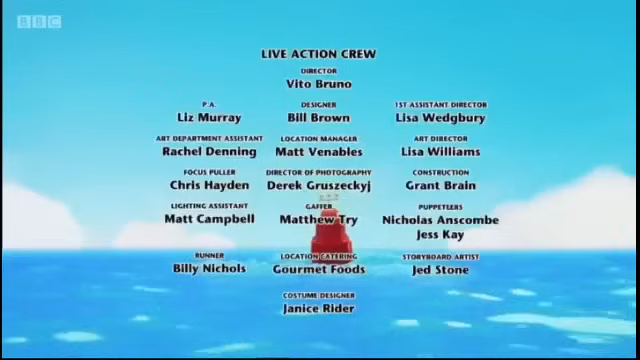 BBC
LIVE ACTION CREW
DIRECTOR
Vito Bruno
P.A. DESIGNER 1ST ASSISTANT DIRECTOR
Liz Murray Bill Brown Lisa Wedgbury
ART DEPARTMENT ASSISTANT LOCATION MANAGER ART DIRECTOR
Rachel Denning Matt Venables Lisa Williams
FOCUS PULLER DIRECTOR OF PHOTOGRAPHY CONSTRUCTION
Chris Hayden Derek Gruszeckyj Grant Brain
LIGHTING ASSISTANT GAFFER PUPPETEERS
Matt Campbell Matthew Try Nicholas Anscombe
Jess Kay
RUNNER LOCATION CATERING STORYBOARD ARTIST
Billy Nichols Gourmet Foods Jed Stone
COSTUME DESIGNER
Janice Rider